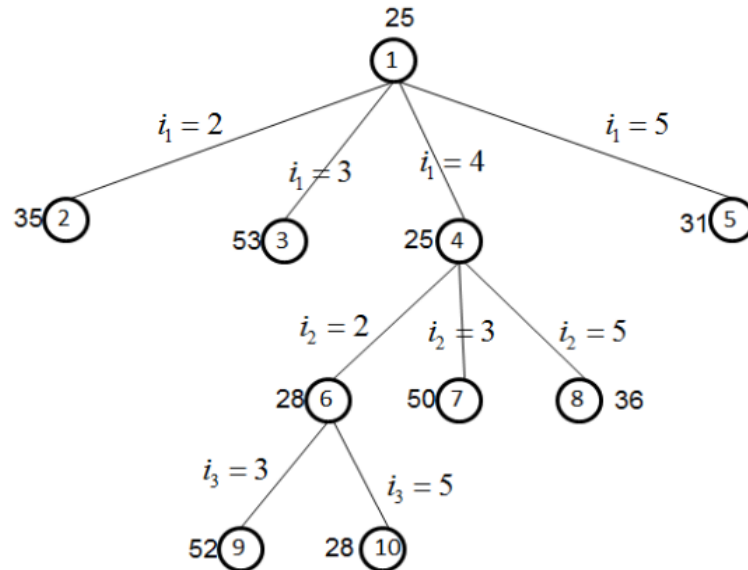 25
1
i₁ = 2
i₁ = 3
i₁ = 4
i₁ = 5
35 2
53 3
25 4
31 5
i₂ = 2
i₂ = 3
i₂ = 5
28 6
50 7
8 36
i₃ = 3
i₃ = 5
52 9
28 10